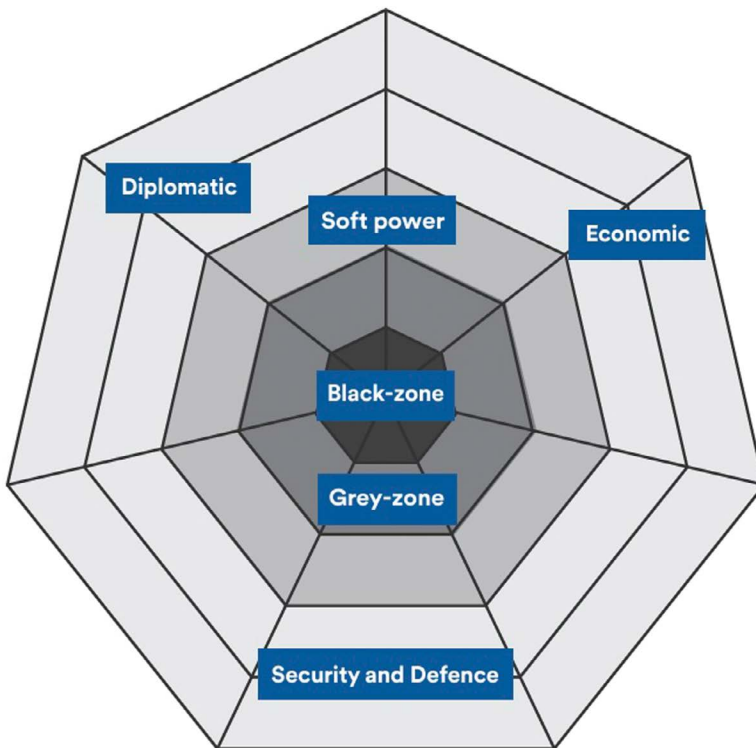 Diplomatic
Soft power
Economic
Black-zone
Grey-zone
Security and Defence